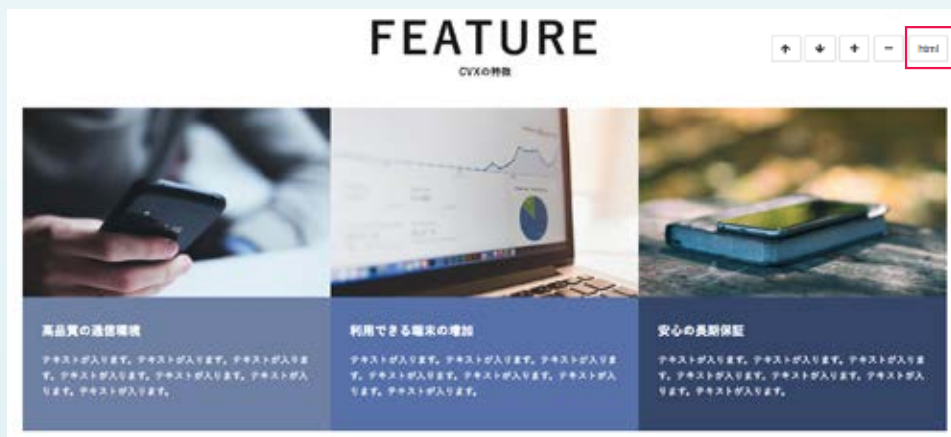 FEATURE
CVXの特徴
html
高品質の通信環境
テキストが入ります。テキストが入ります。テキストが入りま
す。テキストが入ります。テキストが入ります。テキストが入
ります。テキストが入ります。
利用できる端末の増加
テキストが入ります。テキストが入ります。テキストが入りま
す。テキストが入ります。テキストが入ります。テキストが入
ります。テキストが入ります。
安心の長期保証
テキストが入ります。テキストが入ります。テキストが入りま
す。テキストが入ります。テキストが入ります。テキストが入
ります。テキストが入ります。